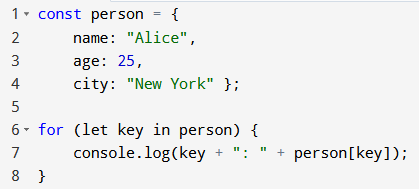 1 const person = {
2     name: "Alice",
3     age: 25,
4     city: "New York" };
5
6 for (let key in person) {
7     console.log(key + ": " + person[key]);
8 }